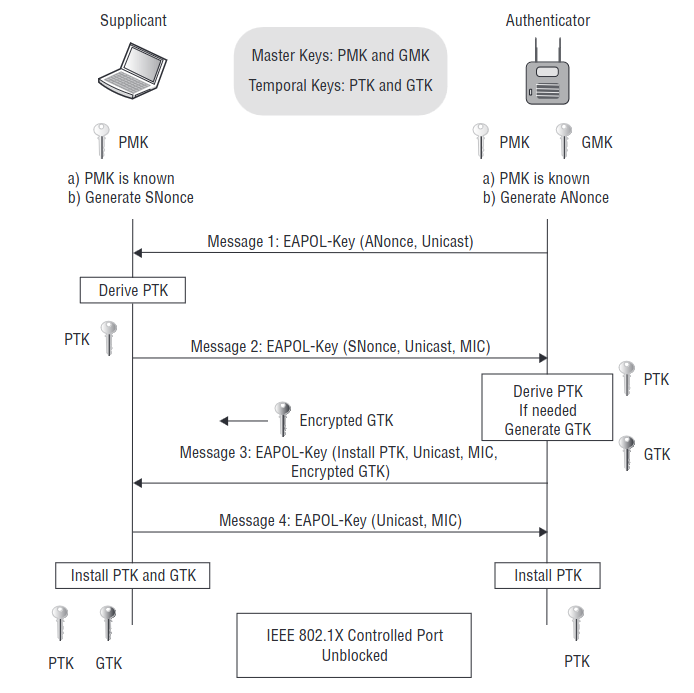 Supplicant
Authenticator
Master Keys: PMK and GMK
Temporal Keys: PTK and GTK
PMK
PMK
GMK
a) PMK is known
b) Generate SNonce
a) PMK is known
b) Generate ANonce
Message 1: EAPOL-Key (ANonce, Unicast)
Derive PTK
PTK
Message 2: EAPOL-Key (SNonce, Unicast, MIC)
Derive PTK
If needed
Generate GTK
PTK
Encrypted GTK
GTK
Message 3: EAPOL-Key (Install PTK, Unicast, MIC,
Encrypted GTK)
Message 4: EAPOL-Key (Unicast, MIC)
Install PTK and GTK
Install PTK
PTK
GTK
IEEE 802.1X Controlled Port
Unblocked
PTK